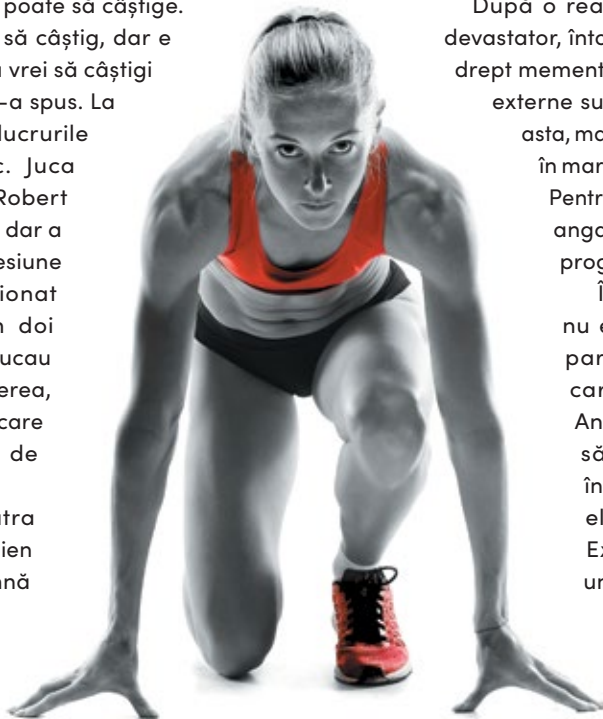 poate să câștige.
să câștig, dar e
vrei să câștigi
-a spus. La
lucrurile
Juca
Robert
dar a
esiune
ionat
doi
ucau
erea,
care
de
tra
ien
nnă
După o rea
devastator, înto
drept mement
externe su
asta, ma
în mar
Pentr
anga
prog
nu e
par
car
An
să
în
el
Ex
ur